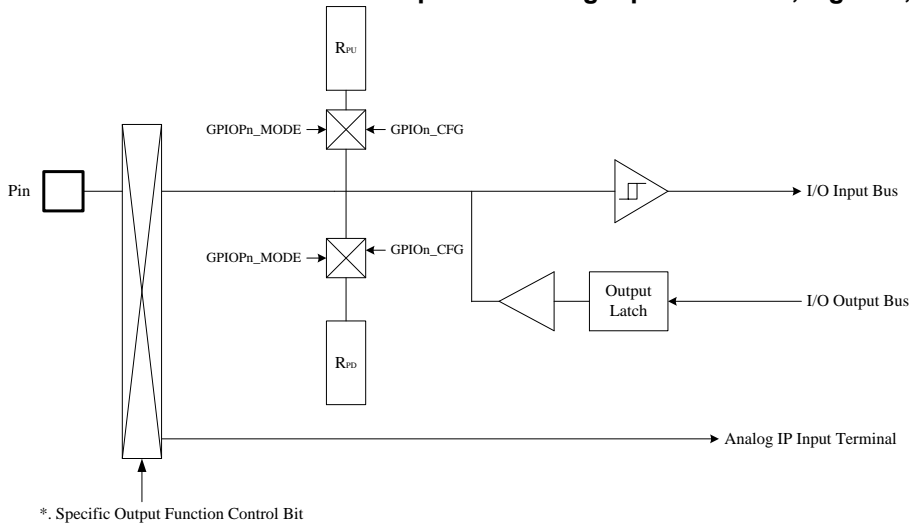 RPU
GPIOPn_MODE
GPIOn_CFG
Pin
I/O Input Bus
GPIOPn_MODE
GPIOn_CFG
Output
Latch
I/O Output Bus
RPD
Analog IP Input Terminal
*. Specific Output Function Control Bit